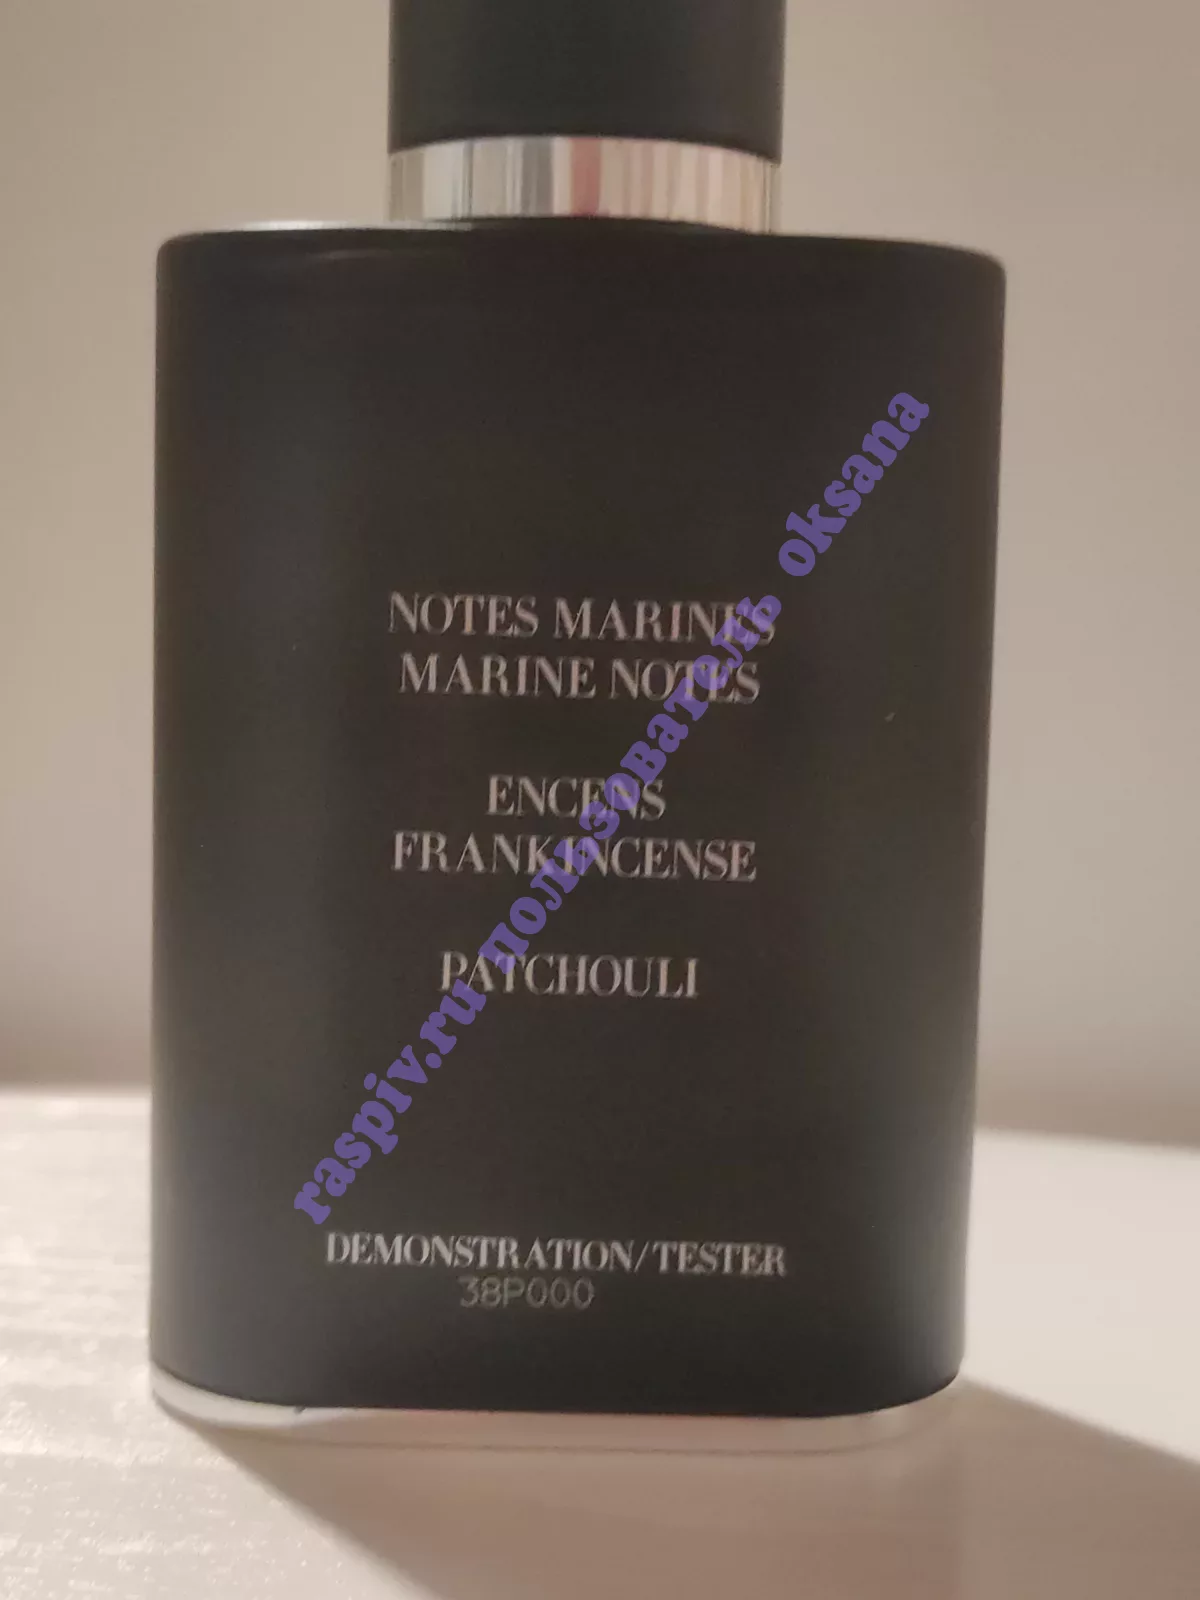 NOTES MARINES
MARINE NOTES
ENCENS
FRANKINCENSE
PATCHOULI
raspiv.ru пользователь oksana
DEMONSTRATION/TESTER
38P000